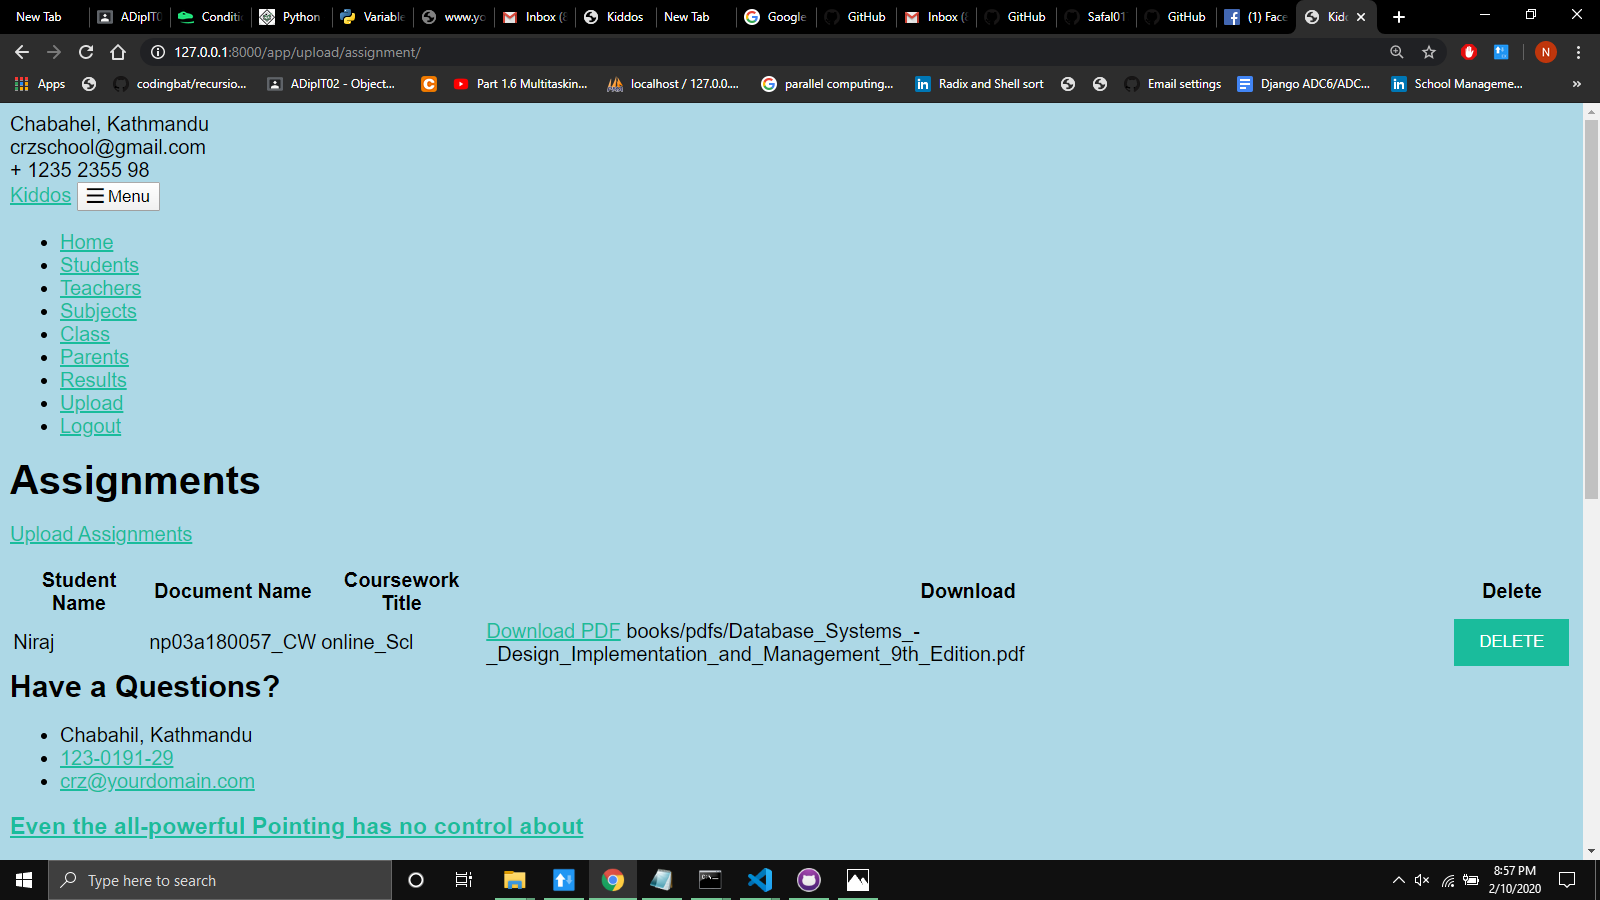 New Tab
ADipIT0
Conditi
Python
Variable
www.yo
Inbox (8
Kiddos
New Tab
Google
GitHub
Inbox (8
GitHub
Safal01
GitHub
(1) Face
Kidd
127.0.0.1:8000/app/upload/assignment/
N
Apps
codingbat/recursio...
ADipIT02 - Object...
Part 1.6 Multitaskin...
localhost / 127.0.0....
parallel computing...
Radix and Shell sort
Email settings
Django ADC6/ADC...
School Manageme...
»
Chabahel, Kathmandu
crzschool@gmail.com
+ 1235 2355 98
Kiddos ☰ Menu
Home
Students
Teachers
Subjects
Class
Parents
Results
Upload
Logout
Assignments
Upload Assignments
Student Name
Document Name
Coursework Title
Download
Delete
Niraj
np03a180057_CW
online_Scl
Download PDF books/pdfs/Database_Systems_-
_Design_Implementation_and_Management_9th_Edition.pdf
DELETE
Have a Questions?
Chabahil, Kathmandu
123-0191-29
crz@yourdomain.com
Even the all-powerful Pointing has no control about
Type here to search
8:57 PM
2/10/2020